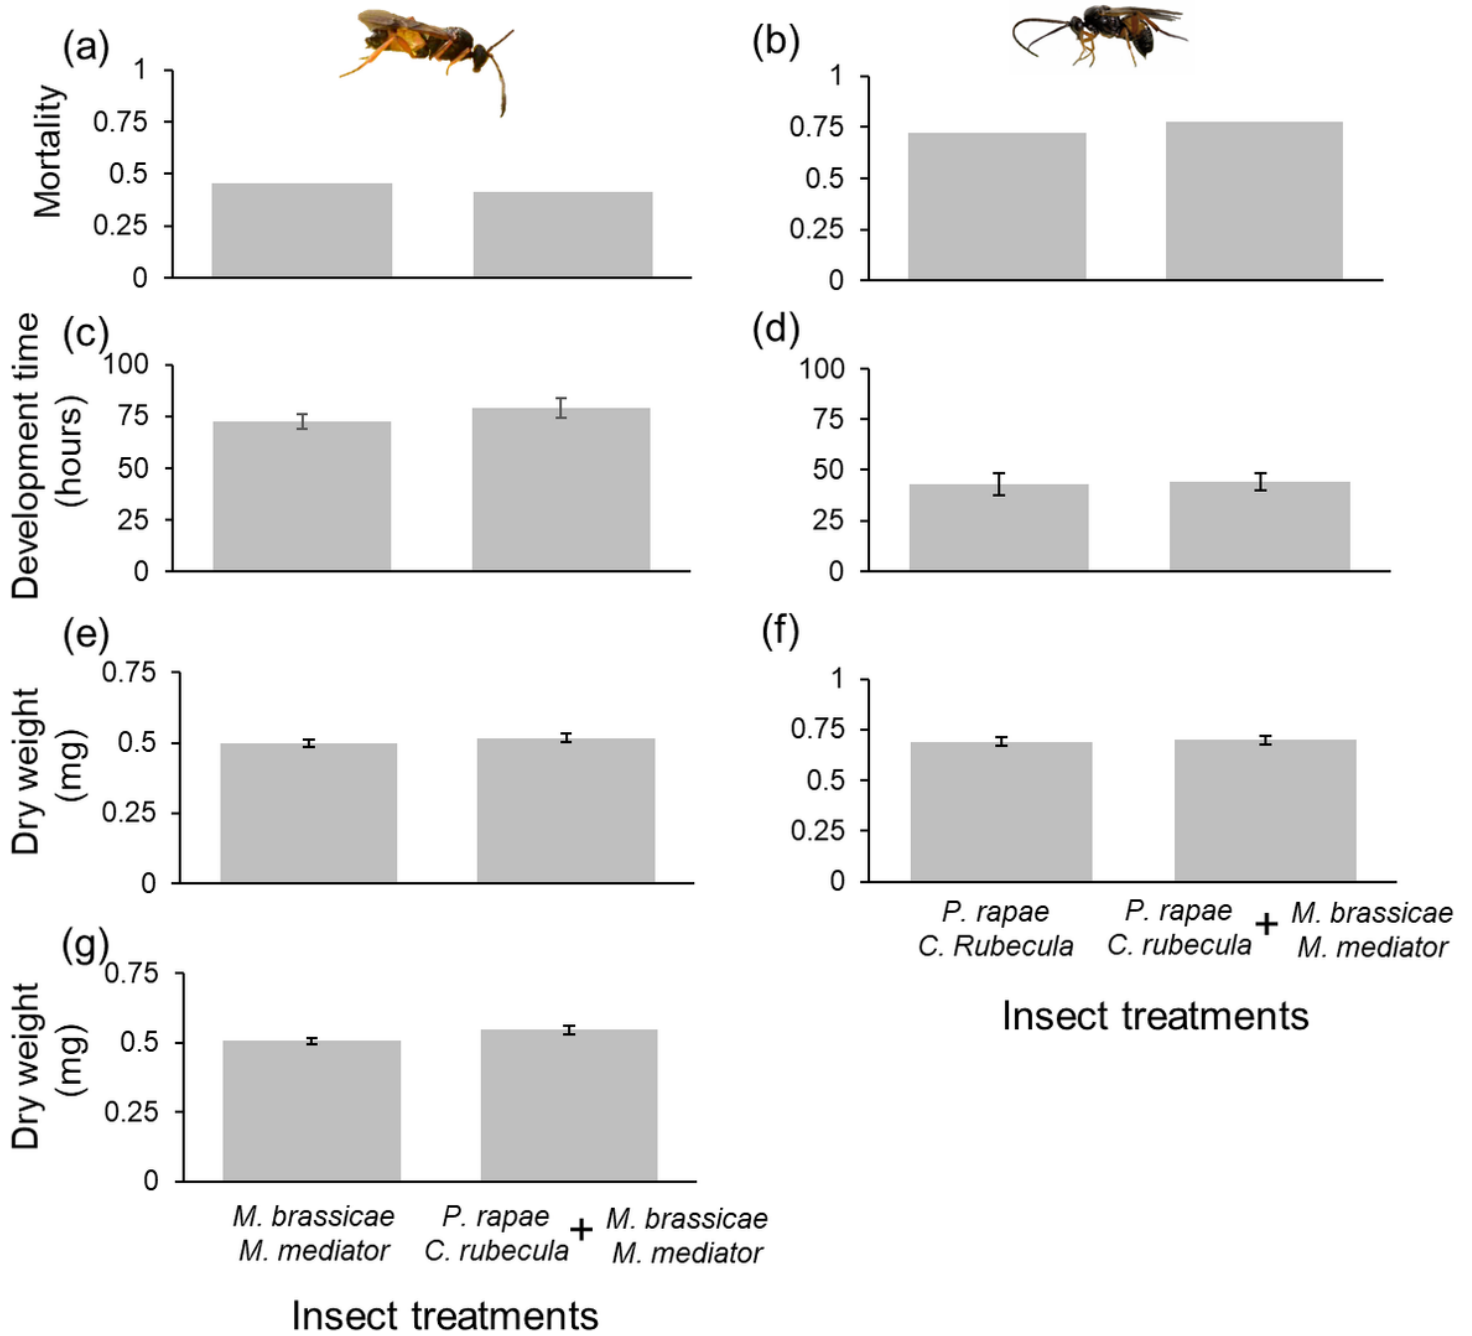 (a)
1
0.75
0.5
0.25
0
Mortality
(b)
1
0.75
0.5
0.25
0
(c)
100
75
50
25
0
Development time
(hours)
(d)
100
75
50
25
0
(e)
0.75
0.5
0.25
0
Dry weight
(mg)
(f)
1
0.75
0.5
0.25
0
P. rapae
C. Rubecula
P. rapae + M. brassicae
C. rubecula M. mediator
Insect treatments
(g)
0.75
0.5
0.25
0
Dry weight
(mg)
M. brassicae
M. mediator
P. rapae + M. brassicae
C. rubecula M. mediator
Insect treatments